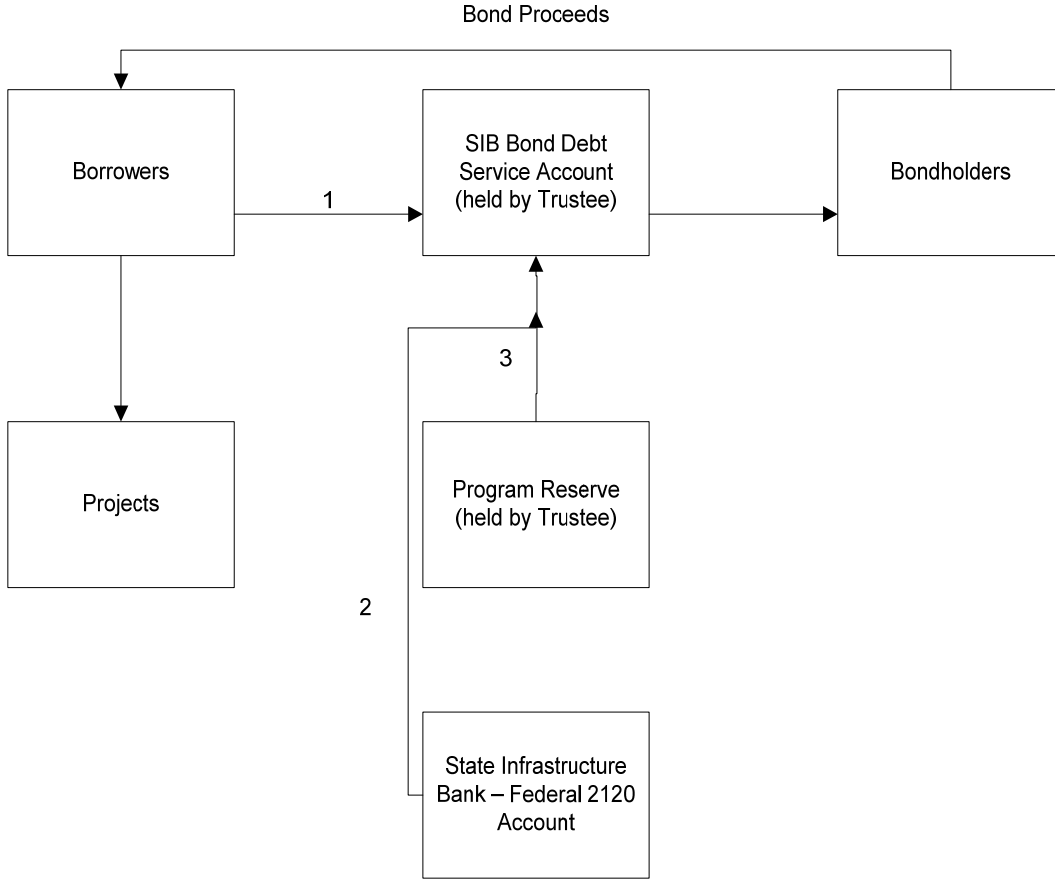 Bond Proceeds
Borrowers
SIB Bond Debt
Service Account
(held by Trustee)
Bondholders
1
3
Projects
Program Reserve
(held by Trustee)
2
State Infrastructure
Bank – Federal 2120
Account